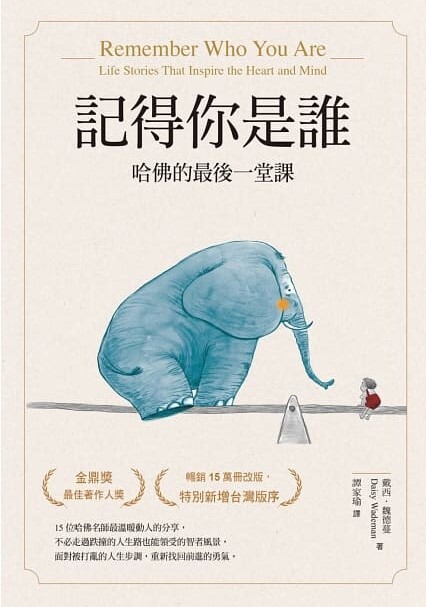 Remember Who You Are
Life Stories That Inspire the Heart and Mind
記得你是誰
哈佛的最後一堂課
金鼎獎
最佳著作人獎
暢銷 15 萬冊改版，
特別新增台灣版序
戴西．魏德蔓
Daisy Wademan
著
譚家瑜 譯
15 位哈佛名師最溫暖動人的分享，
不必走過跌撞的人生路也能領受的智者風景，
面對被打亂的人生步調，重新找回前進的勇氣。